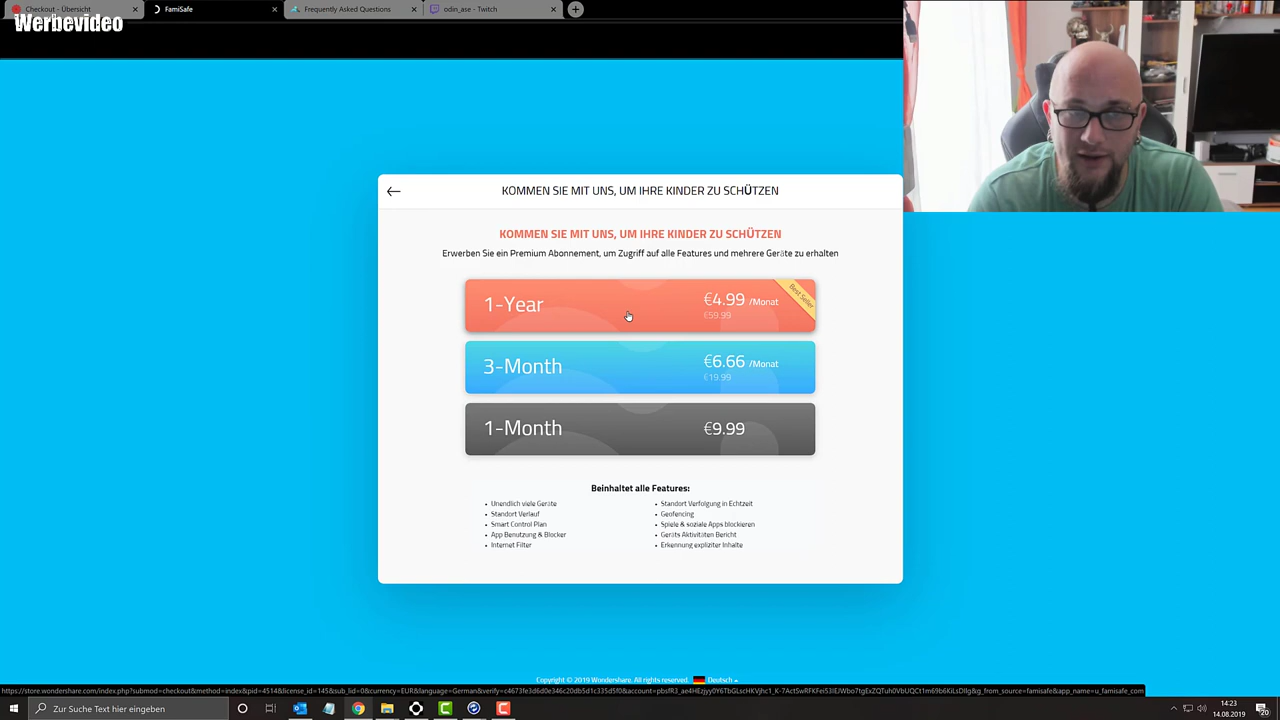 Checkout - Übersicht
FamiSafe
Frequently Asked Questions
odin_ase - Twitch
Werbevideo
KOMMEN SIE MIT UNS, UM IHRE KINDER ZU SCHÜTZEN
KOMMEN SIE MIT UNS, UM IHRE KINDER ZU SCHÜTZEN
Erwerben Sie ein Premium Abonnement, um Zugriff auf alle Features und mehrere Geräte zu erhalten
1-Year
€4.99 /Monat
€59.99
Best Seller
3-Month
€6.66 /Monat
€19.99
1-Month
€9.99
Beinhaltet alle Features:
Unendlich viele Geräte
Standort Verlauf
Smart Control Plan
App Benutzung & Blocker
Internet Filter
Standort Verfolgung in Echtzeit
Geofencing
Spiele & soziale Apps blockieren
Geräts Aktivitäten Bericht
Erkennung expliziter Inhalte
Copyright © 2019 Wondershare. All rights reserved. Deutsch
Zur Suche Text hier eingeben
14:23
14.08.2019
20